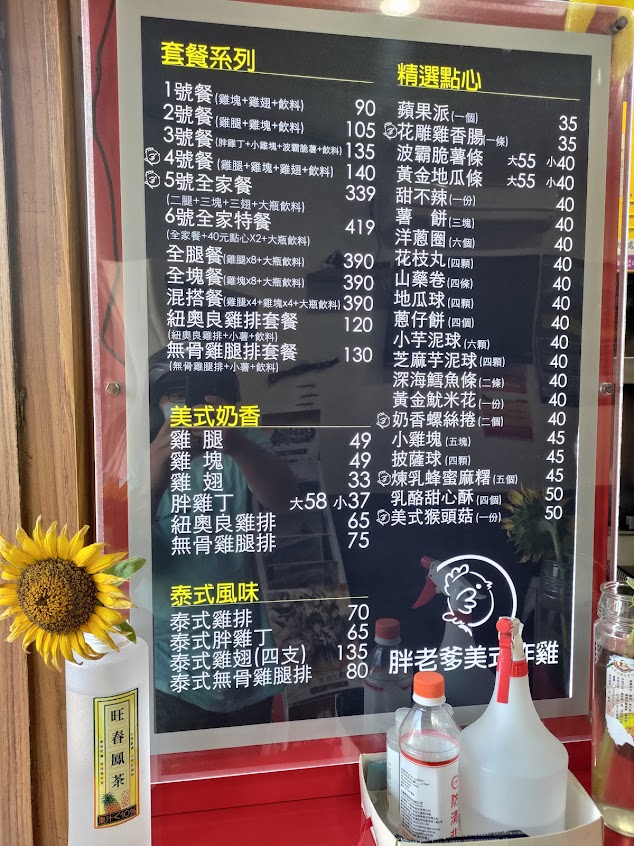 套餐系列
1號餐(雞塊+雞翅+飲料) 90
2號餐(雞腿+雞塊+飲料) 105
3號餐(胖雞丁+小雞塊+波霸脆薯+飲料) 135
4號餐(雞腿+雞塊+雞翅+飲料) 140
5號全家餐 339
(二腿+三塊+三翅+大瓶飲料)
6號全家特餐 419
(全家餐+40元點心X2+大瓶飲料)
全腿餐(雞腿x8+大瓶飲料) 390
全塊餐(雞塊x8+大瓶飲料) 390
混搭餐(雞腿x4+雞塊x4+大瓶飲料) 390
紐奧良雞排套餐 120
(紐奧良雞排+小薯+飲料)
無骨雞腿排套餐 130
(無骨雞腿排+小薯+飲料)
美式奶香
雞 腿 49
雞 塊 49
雞 翅 33
胖雞丁 大58 小37
紐奧良雞排 65
無骨雞腿排 75
泰式風味
泰式雞排 70
泰式胖雞丁 65
泰式雞翅(四支) 135
泰式無骨雞腿排 80
精選點心
蘋果派(一個) 35
花雕雞香腸(一條) 35
波霸脆薯條 大55 小40
黃金地瓜條 大55 小40
甜不辣(一份) 40
薯 餅(三塊) 40
洋蔥圈(六個) 40
花枝丸(四顆) 40
山藥卷(四條) 40
地瓜球(四顆) 40
蔥仔餅(四個) 40
小芋泥球(六顆) 40
芝麻芋泥球(四顆) 40
深海鱈魚條(二條) 40
黃金魷米花(一份) 40
奶香螺絲捲(二個) 40
小雞塊(五塊) 45
披薩球(四顆) 45
煉乳蜂蜜麻糬(五個) 45
乳酪甜心酥(四個) 50
美式猴頭菇(一份) 50
胖老爹美式炸雞
旺春鳳茶
果汁<10%